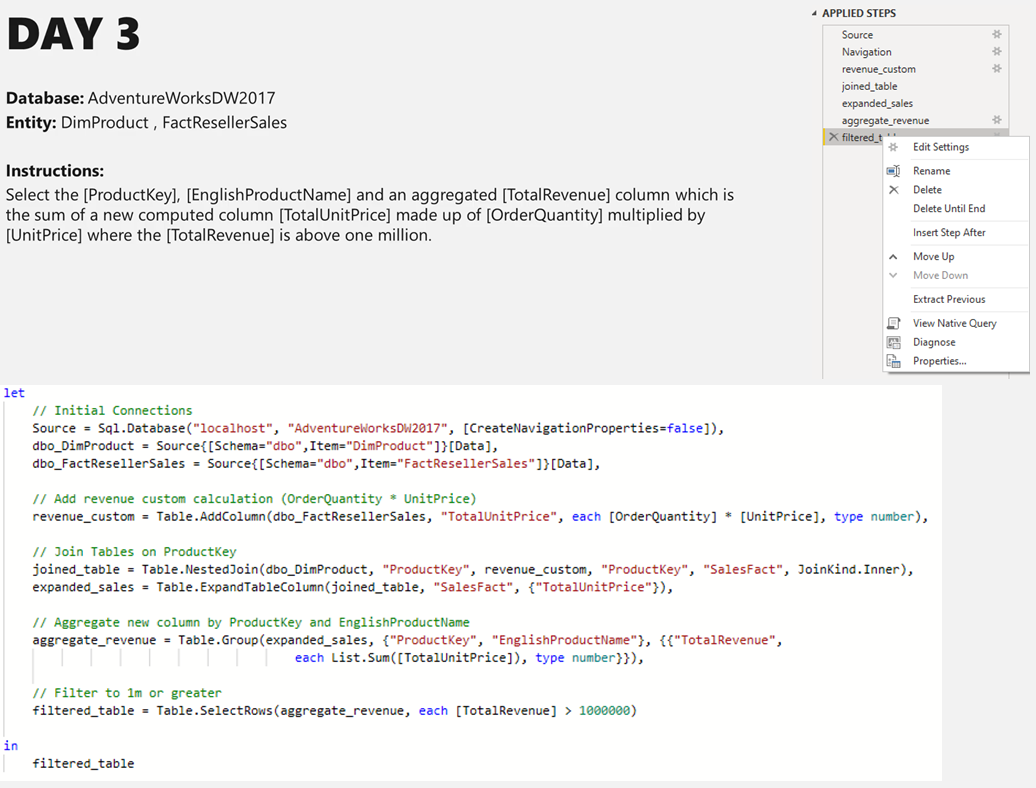 DAY 3
Database: AdventureWorksDW2017
Entity: DimProduct , FactResellerSales
Instructions:
Select the [ProductKey], [EnglishProductName] and an aggregated [TotalRevenue] column which is
the sum of a new computed column [TotalUnitPrice] made up of [OrderQuantity] multiplied by
[UnitPrice] where the [TotalRevenue] is above one million.
APPLIED STEPS
Source
Navigation
revenue_custom
joined_table
expanded_sales
aggregate_revenue
Edit Settings
Rename
Delete
Delete Until End
Insert Step After
Move Up
Move Down
Extract Previous
View Native Query
Diagnose
Properties...
let
// Initial Connections
Source = Sql.Database("localhost", "AdventureWorksDW2017", [CreateNavigationProperties=false]),
dbo_DimProduct = Source{[Schema="dbo",Item="DimProduct"]}[Data],
dbo_FactResellerSales = Source{[Schema="dbo",Item="FactResellerSales"]}[Data],
// Add revenue custom calculation (OrderQuantity * UnitPrice)
revenue_custom = Table.AddColumn(dbo_FactResellerSales, "TotalUnitPrice", each [OrderQuantity] * [UnitPrice], type number),
// Join Tables on ProductKey
joined_table = Table.NestedJoin(dbo_DimProduct, "ProductKey", revenue_custom, "ProductKey", "SalesFact", JoinKind.Inner),
expanded_sales = Table.ExpandTableColumn(joined_table, "SalesFact", {"TotalUnitPrice"}),
// Aggregate new column by ProductKey and EnglishProductName
aggregate_revenue = Table.Group(expanded_sales, {"ProductKey", "EnglishProductName"}, {{"TotalRevenue",
each List.Sum([TotalUnitPrice]), type number}}),
// Filter to 1m or greater
filtered_table = Table.SelectRows(aggregate_revenue, each [TotalRevenue] > 1000000)
in
filtered_table